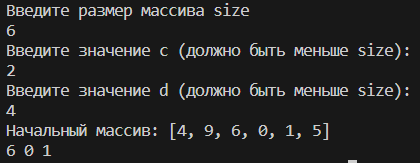 Введите размер массива size
6
Введите значение c (должно быть меньше size):
2
Введите значение d (должно быть меньше size):
4
Начальный массив: [4, 9, 6, 0, 1, 5]
6 0 1